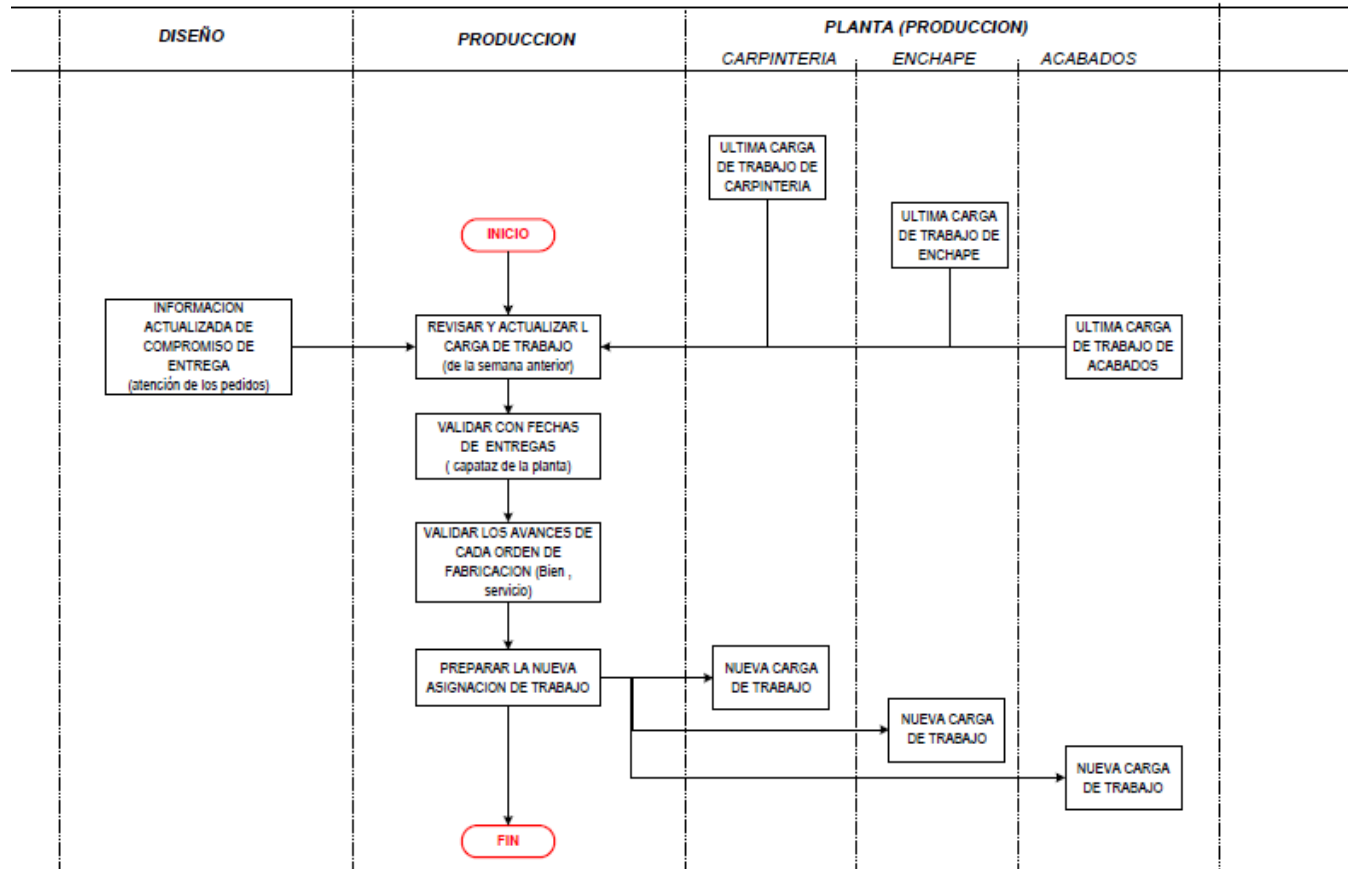 DISEÑO
PRODUCCION
PLANTA (PRODUCCION)
CARPINTERIA
ENCHAPE
ACABADOS
ULTIMA CARGA
DE TRABAJO DE
CARPINTERIA
ULTIMA CARGA
DE TRABAJO DE
ENCHAPE
INICIO
INFORMACION
ACTUALIZADA DE
COMPROMISO DE
ENTREGA
(atención de los pedidos)
REVISAR Y ACTUALIZAR L
CARGA DE TRABAJO
(de la semana anterior)
ULTIMA CARGA
DE TRABAJO DE
ACABADOS
VALIDAR CON FECHAS
DE ENTREGAS
( capataz de la planta)
VALIDAR LOS AVANCES DE
CADA ORDEN DE
FABRICACION (Bien ,
servicio)
PREPARAR LA NUEVA
ASIGNACION DE TRABAJO
NUEVA CARGA
DE TRABAJO
NUEVA CARGA
DE TRABAJO
NUEVA CARGA
DE TRABAJO
FIN